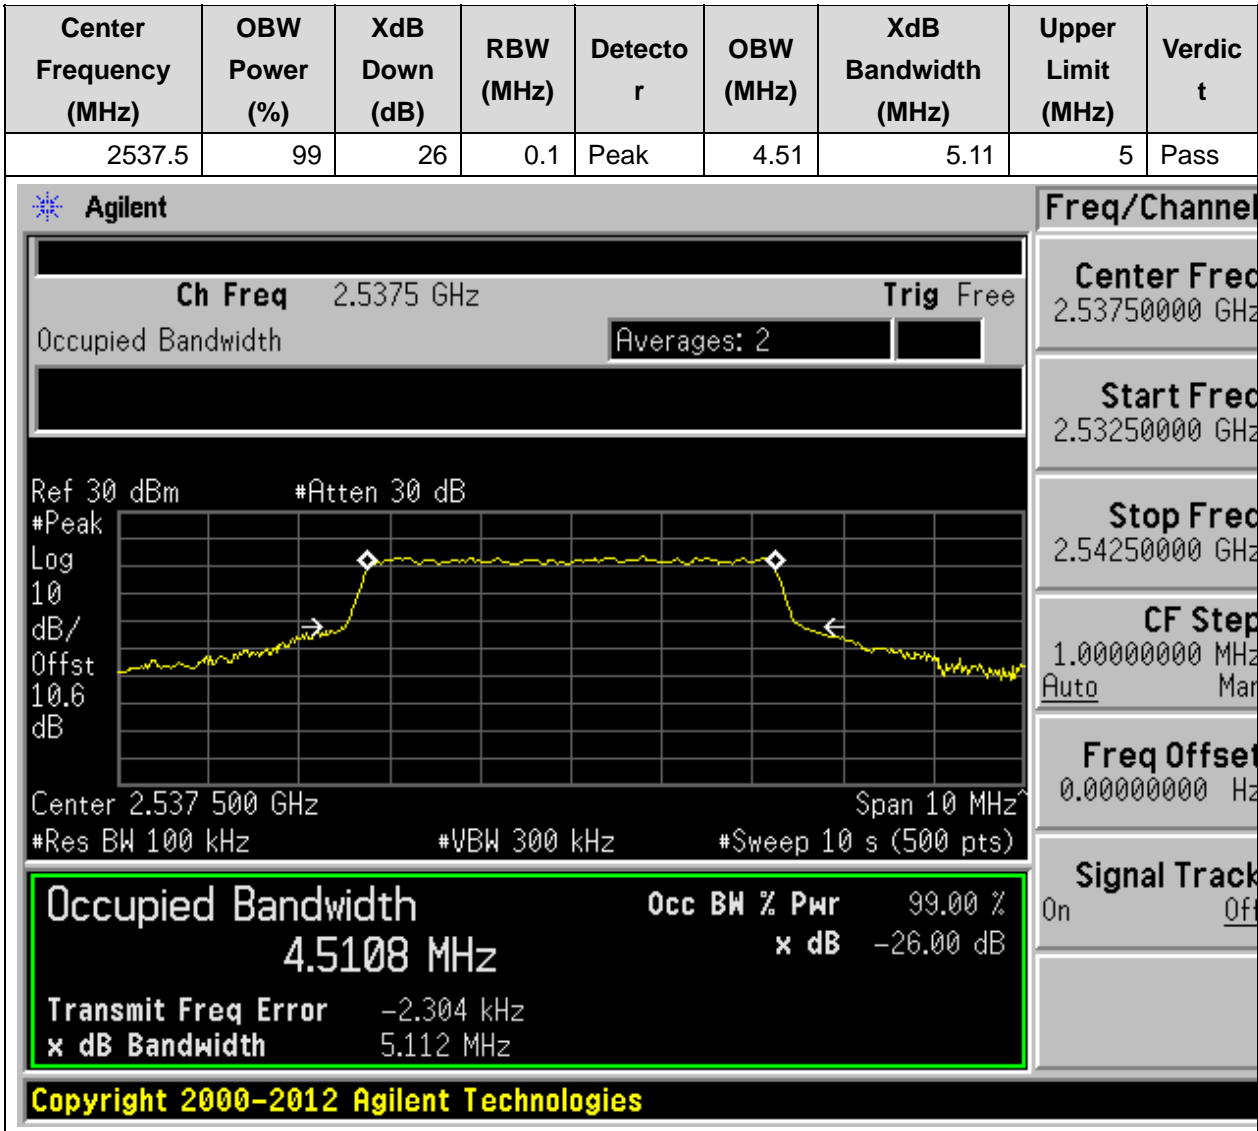 Center Frequency (MHz) OBW Power (%) XdB Down (dB) RBW (MHz) Detector OBW (MHz) XdB Bandwidth (MHz) Upper Limit (MHz) Verdict
2537.5 99 26 0.1 Peak 4.51 5.11 5 Pass
Agilent
Freq/Channel
Ch Freq 2.5375 GHz Trig Free
Occupied Bandwidth Averages: 2
Center Freq
2.53750000 GHz
Start Freq
2.53250000 GHz
Stop Freq
2.54250000 GHz
CF Step
1.00000000 MHz
Auto Man
Freq Offset
0.00000000 Hz
Signal Track
On Off
Ref 30 dBm #Atten 30 dB
#Peak
Log
10
dB/
Offst
10.6
dB
Center 2.537 500 GHz Span 10 MHz^
#Res BW 100 kHz #VBW 300 kHz #Sweep 10 s (500 pts)
Occupied Bandwidth
4.5108 MHz
Occ BW % Pwr 99.00 %
x dB -26.00 dB
Transmit Freq Error -2.304 kHz
x dB Bandwidth 5.112 MHz
Copyright 2000-2012 Agilent Technologies